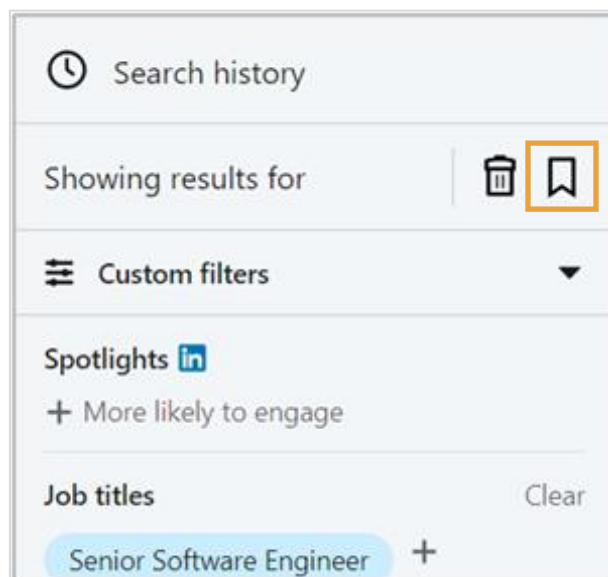 Search history
Showing results for
Custom filters
Spotlights in
+ More likely to engage
Job titles Clear
Senior Software Engineer +